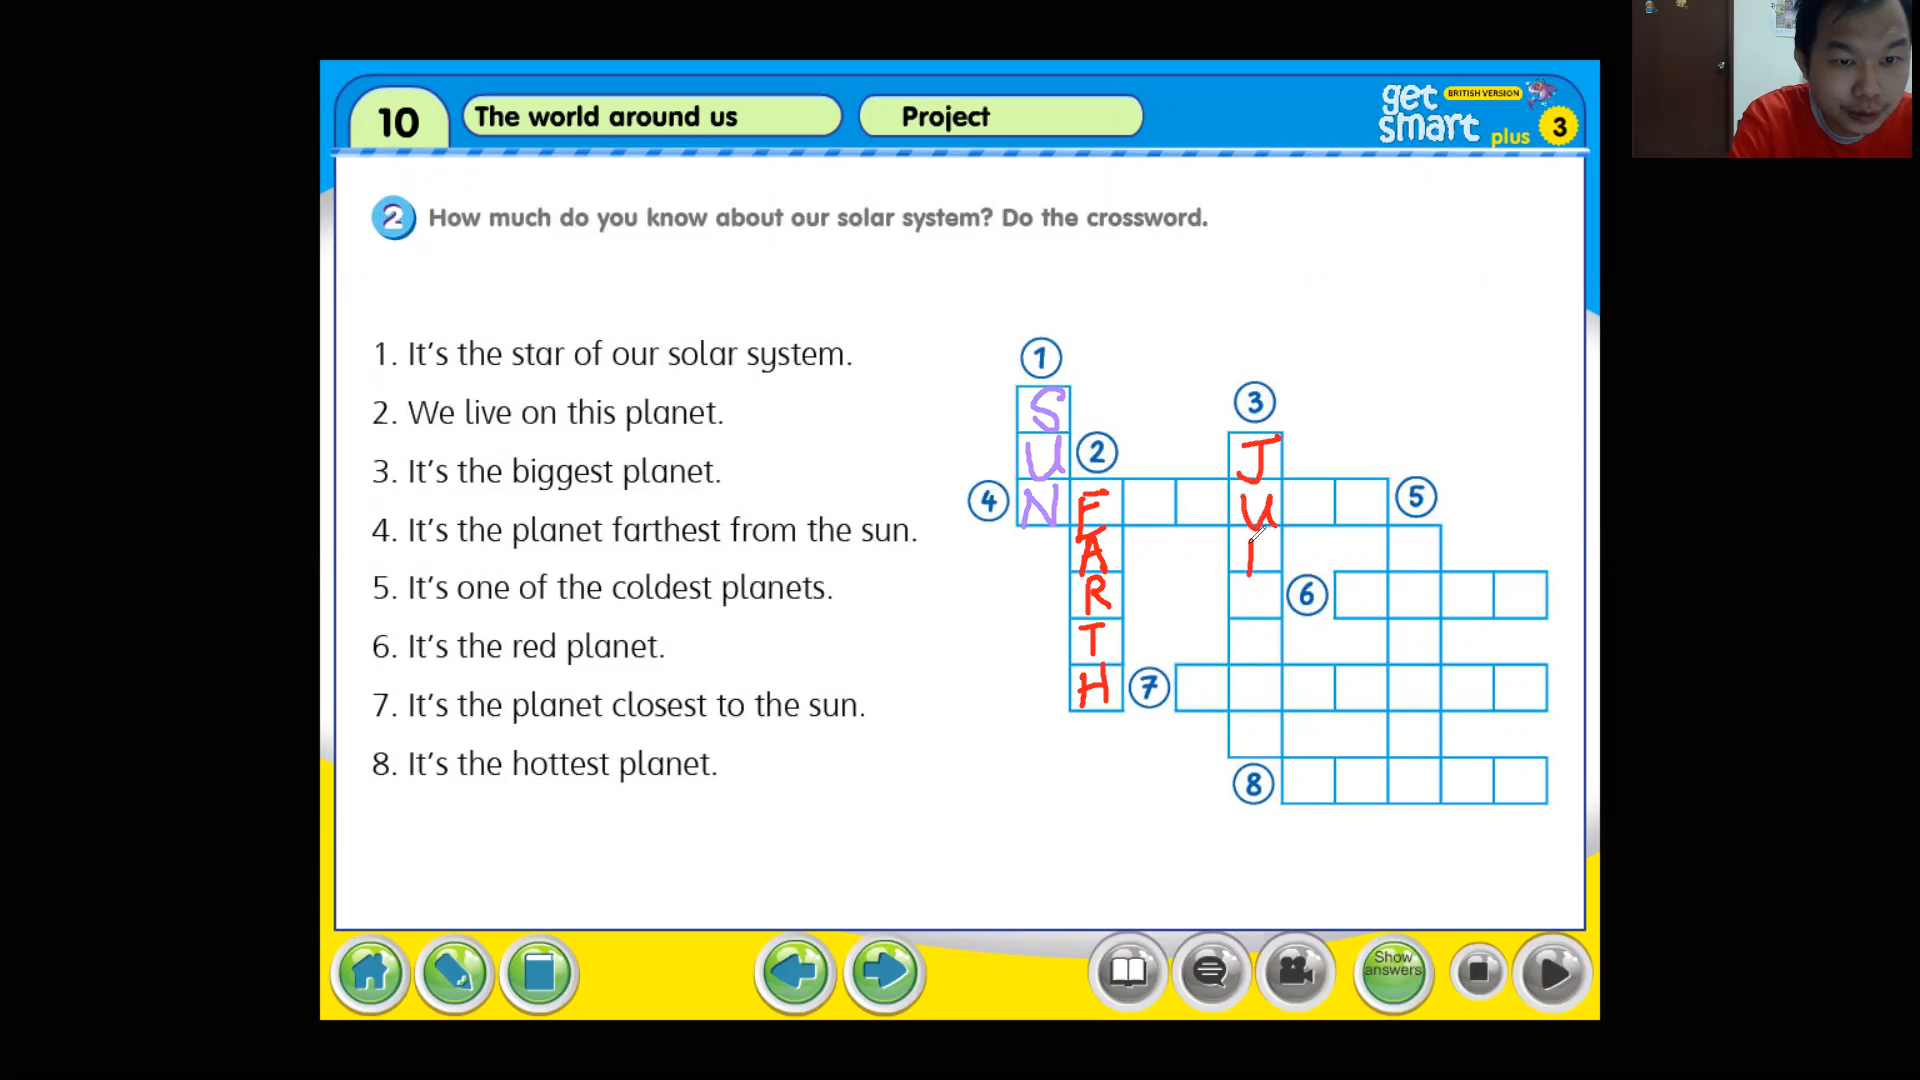 10
The world around us
Project
get smart plus 3
BRITISH VERSION
2 How much do you know about our solar system? Do the crossword.
1. It's the star of our solar system.
2. We live on this planet.
3. It's the biggest planet.
4. It's the planet farthest from the sun.
5. It's one of the coldest planets.
6. It's the red planet.
7. It's the planet closest to the sun.
8. It's the hottest planet.
1
SUN
2
EARTH
3
JU
4
5
6
7
8
Show answers